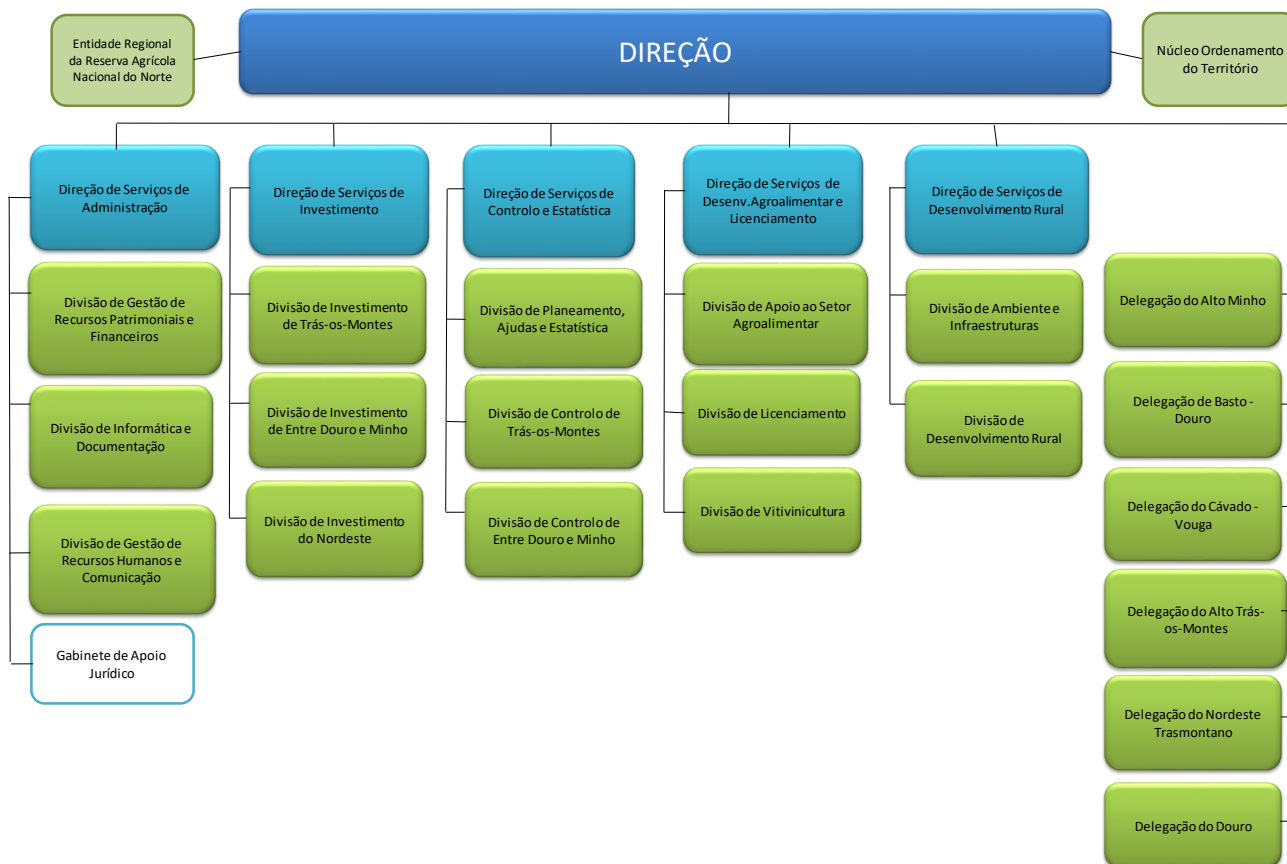 Entidade Regional
da Reserva Agrícola
Nacional do Norte
DIREÇÃO
Núcleo Ordenamento
do Território
Direção de Serviços de
Administração
Divisão de Gestão de
Recursos Patrimoniais e
Financeiros
Divisão de Informática e
Documentação
Divisão de Gestão de
Recursos Humanos e
Comunicação
Gabinete de Apoio
Jurídico
Direção de Serviços de
Investimento
Divisão de Investimento
de Trás-os-Montes
Divisão de Investimento
de Entre Douro e Minho
Divisão de Investimento
do Nordeste
Direção de Serviços de
Controlo e Estatística
Divisão de Planeamento,
Ajudas e Estatística
Divisão de Controlo de
Trás-os-Montes
Divisão de Controlo de
Entre Douro e Minho
Direção de Serviços de
Desenv.Agroalimentar e
Licenciamento
Divisão de Apoio ao Setor
Agroalimentar
Divisão de Licenciamento
Divisão de Vitivinicultura
Direção de Serviços de
Desenvolvimento Rural
Divisão de Ambiente e
Infraestruturas
Divisão de
Desenvolvimento Rural
Delegação do Alto Minho
Delegação de Basto -
Douro
Delegação do Cávado -
Vouga
Delegação do Alto Trás-
os-Montes
Delegação do Nordeste
Trasmontano
Delegação do Douro